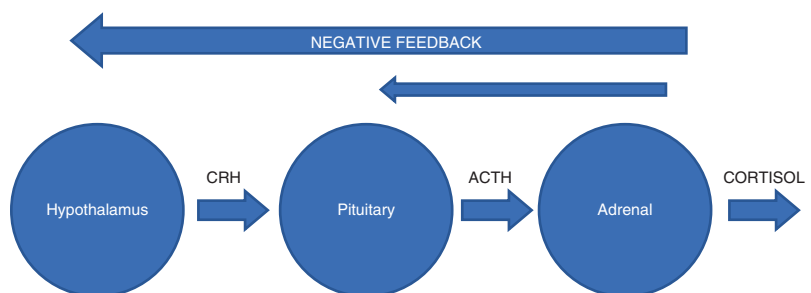 NEGATIVE FEEDBACK
CRH
ACTH
CORTISOL
Hypothalamus
Pituitary
Adrenal